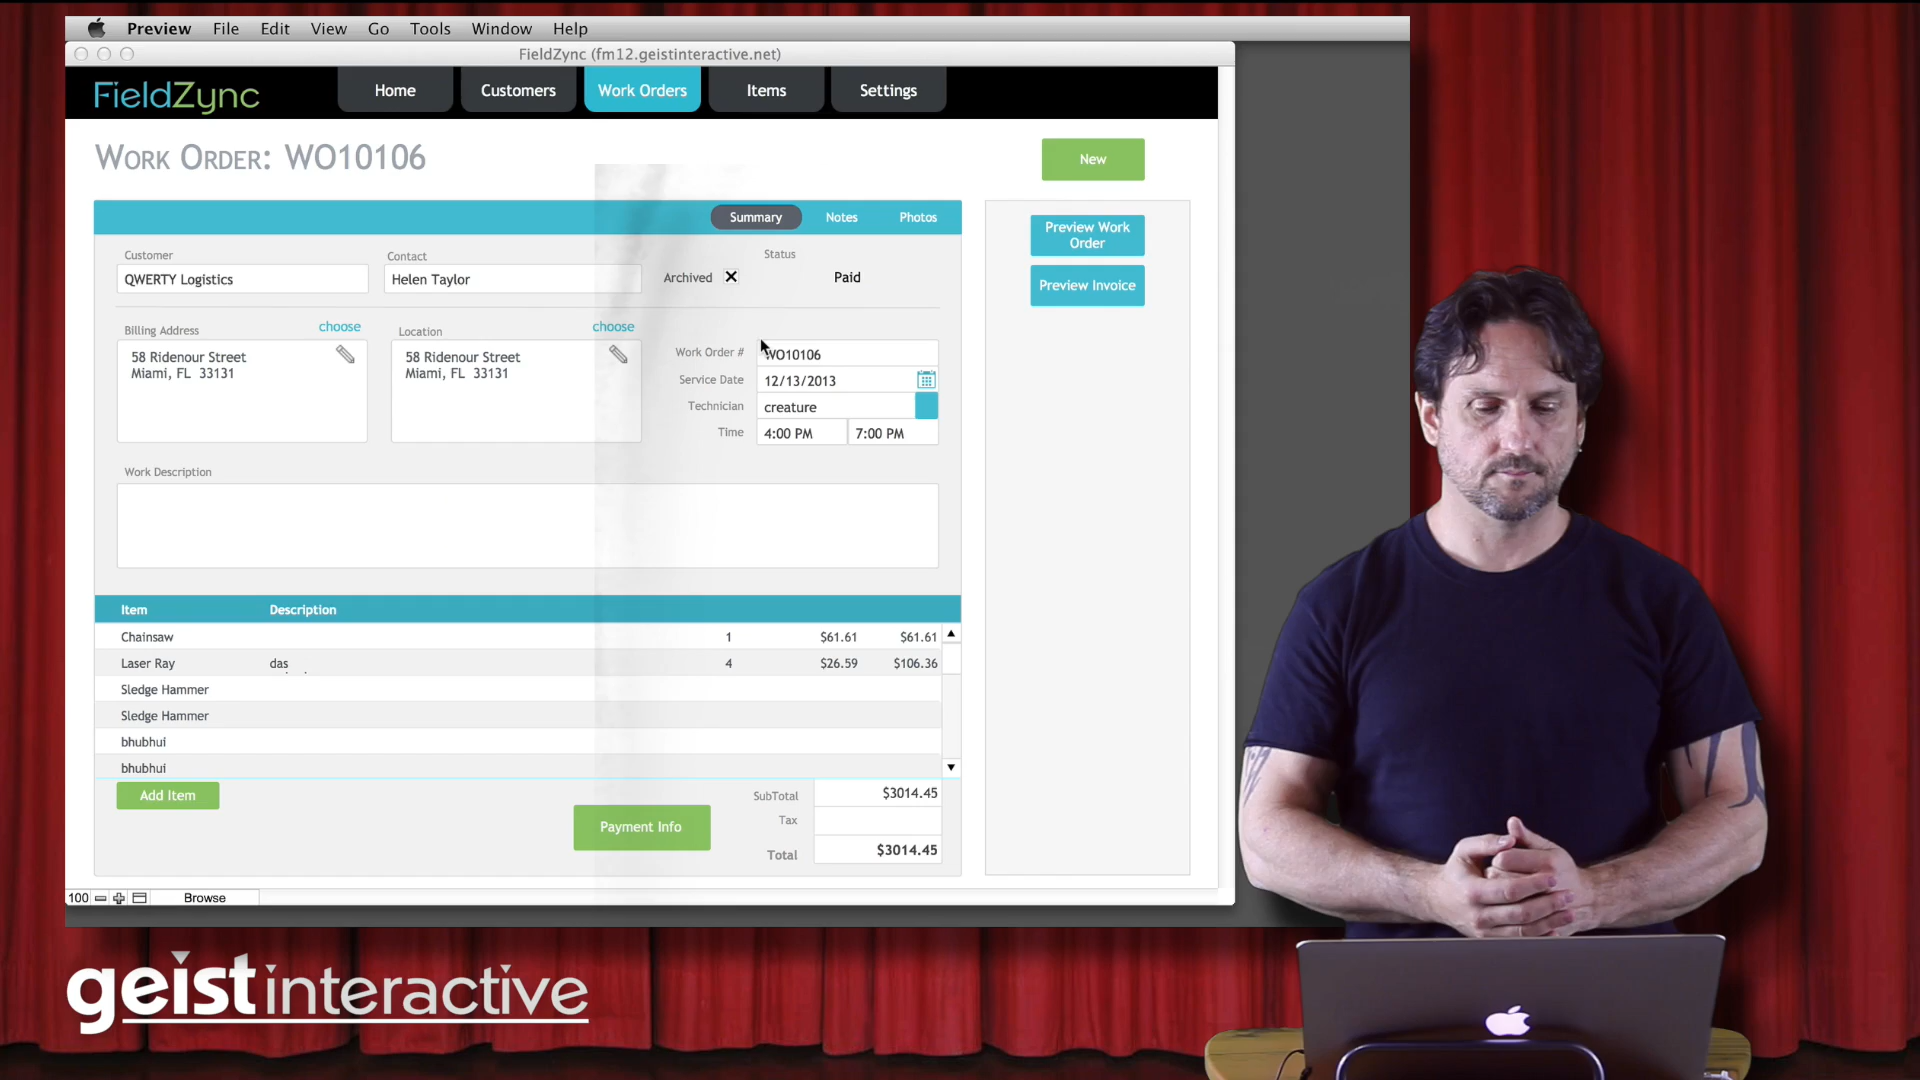 Preview File Edit View Go Tools Window Help
FieldZync (fm12.geistinteractive.net)
FieldZync Home Customers Work Orders Items Settings
Work Order: WO10106
New
Summary Notes Photos
Preview Work Order
Preview Invoice
Customer Contact Status
QWERTY Logistics Helen Taylor Archived Paid
Billing Address choose Location choose
58 Ridenour Street
Miami, FL 33131
58 Ridenour Street
Miami, FL 33131
Work Order # WO10106
Service Date 12/13/2013
Technician creature
Time 4:00 PM 7:00 PM
Work Description
Item Description
Chainsaw 1 $61.61 $61.61
Laser Ray das 4 $26.59 $106.36
Sledge Hammer
Sledge Hammer
bhubhui
bhubhui
Add Item
Payment Info
SubTotal $3014.45
Tax
Total $3014.45
100 Browse
geistinteractive